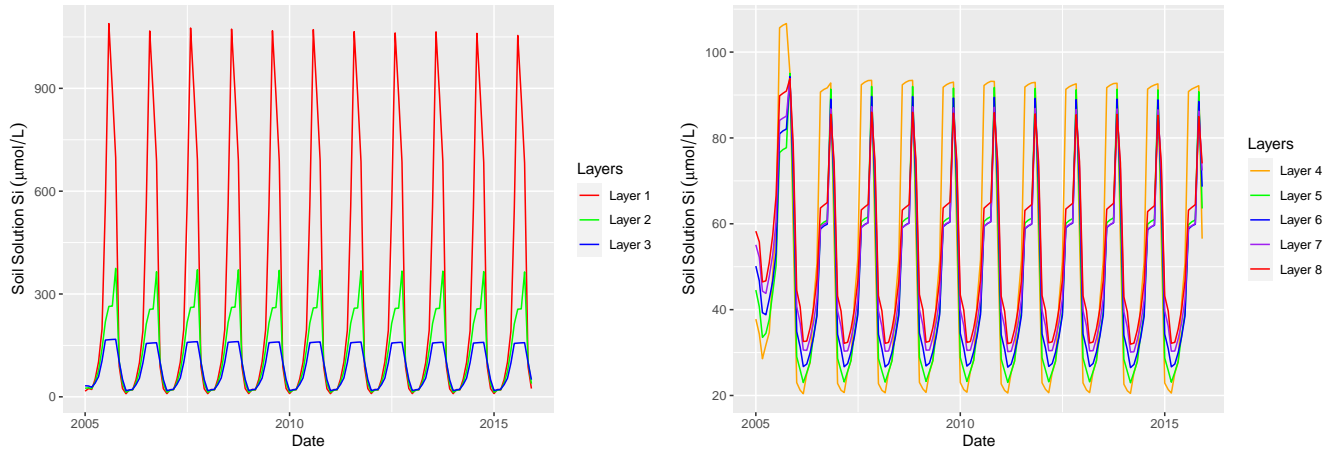 Soil Solution Si (µmol/L)
900
600
300
0
2005
2010
2015
Date
Layers
Layer 1
Layer 2
Layer 3
Soil Solution Si (µmol/L)
100
80
60
40
20
2005
2010
2015
Date
Layers
Layer 4
Layer 5
Layer 6
Layer 7
Layer 8